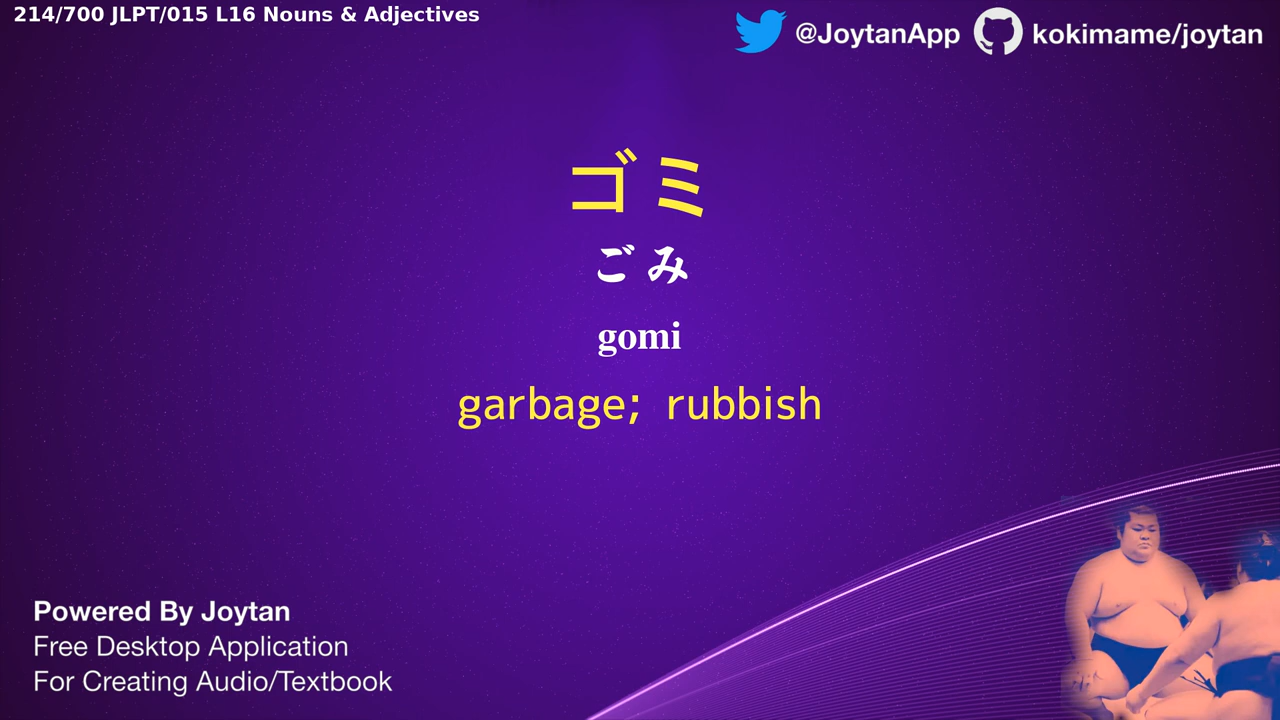 214/700 JLPT/015 L16 Nouns & Adjectives
@JoytanApp kokimame/joytan
ゴミ
ごみ
gomi
garbage; rubbish
Powered By Joytan
Free Desktop Application
For Creating Audio/Textbook